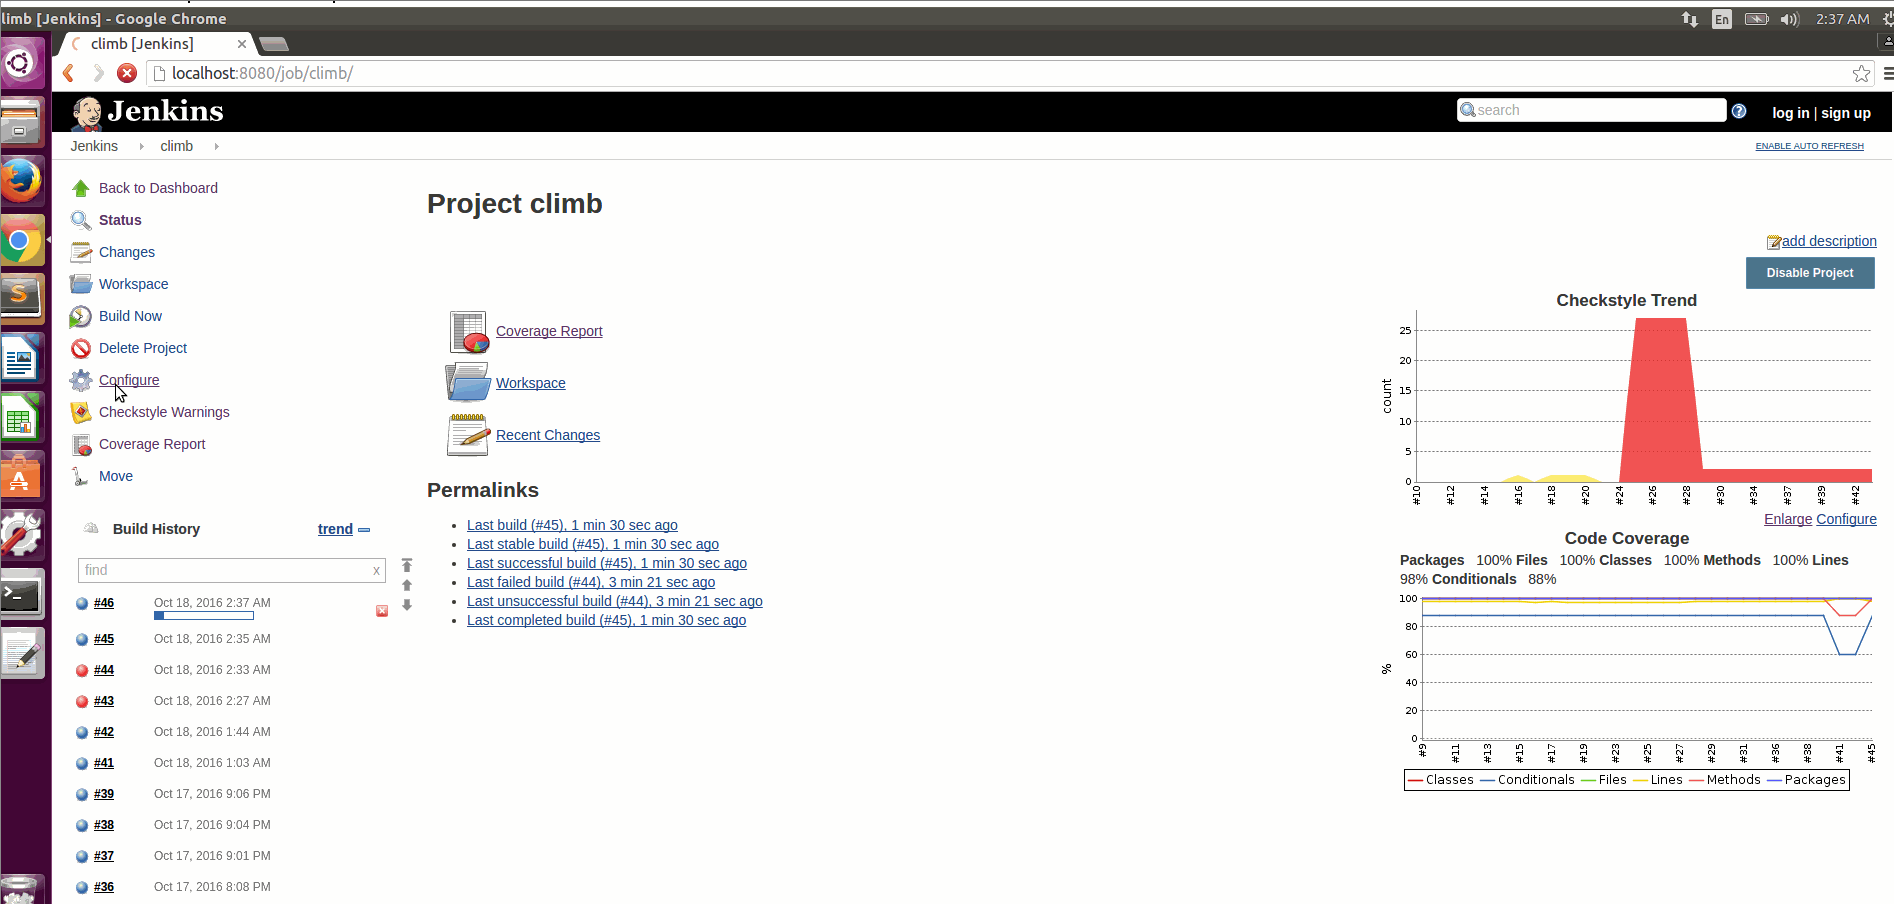 limb [Jenkins] - Google Chrome
En
2:37 AM
climb [Jenkins]
localhost:8080/job/climb/
Jenkins
search
log in | sign up
Jenkins
climb
ENABLE AUTO REFRESH
Back to Dashboard
Status
Changes
Workspace
Build Now
Delete Project
Configure
Checkstyle Warnings
Coverage Report
Move
Build History
trend
find
x
#46 Oct 18, 2016 2:37 AM
#45 Oct 18, 2016 2:35 AM
#44 Oct 18, 2016 2:33 AM
#43 Oct 18, 2016 2:27 AM
#42 Oct 18, 2016 1:44 AM
#41 Oct 18, 2016 1:03 AM
#39 Oct 17, 2016 9:06 PM
#38 Oct 17, 2016 9:04 PM
#37 Oct 17, 2016 9:01 PM
#36 Oct 17, 2016 8:08 PM
Project climb
Coverage Report
Workspace
Recent Changes
Permalinks
Last build (#45), 1 min 30 sec ago
Last stable build (#45), 1 min 30 sec ago
Last successful build (#45), 1 min 30 sec ago
Last failed build (#44), 3 min 21 sec ago
Last unsuccessful build (#44), 3 min 21 sec ago
Last completed build (#45), 1 min 30 sec ago
add description
Disable Project
Checkstyle Trend
count
25
20
15
10
5
0
#10 #12 #14 #16 #18 #20 #24 #26 #28 #30 #34 #37 #39 #42
Enlarge Configure
Code Coverage
Packages 100% Files 100% Classes 100% Methods 100% Lines
98% Conditionals 88%
%
100
80
60
40
20
0
#9 #11 #13 #15 #17 #19 #23 #25 #27 #29 #31 #36 #38 #41 #45
Classes Conditionals Files Lines Methods Packages